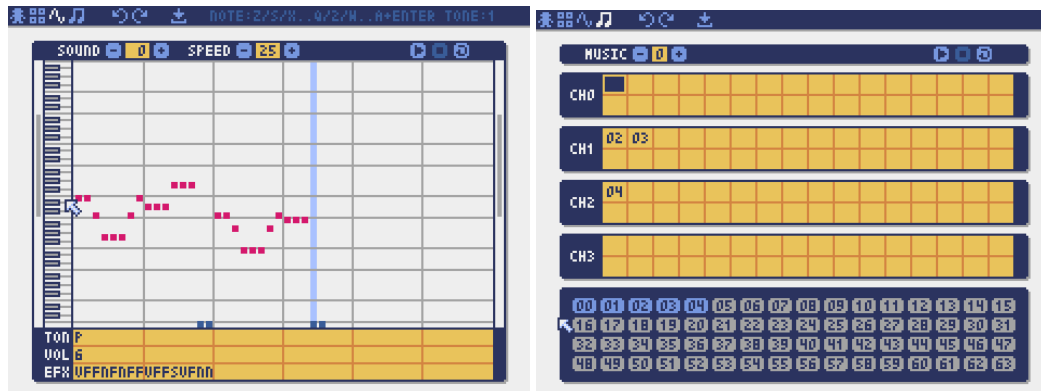 NOTE:Z/S/X..Q/2/W..A+ENTER TONE:1
SOUND 0 SPEED 25
TON P
VOL 6
EFX VFFNFNFFVFFSVFNN
MUSIC 0
CH0
CH1 02 03
CH2 04
CH3
00 01 02 03 04 05 06 07 08 09 10 11 12 13 14 15
16 17 18 19 20 21 22 23 24 25 26 27 28 29 30 31
32 33 34 35 36 37 38 39 40 41 42 43 44 45 46 47
48 49 50 51 52 53 54 55 56 57 58 59 60 61 62 63